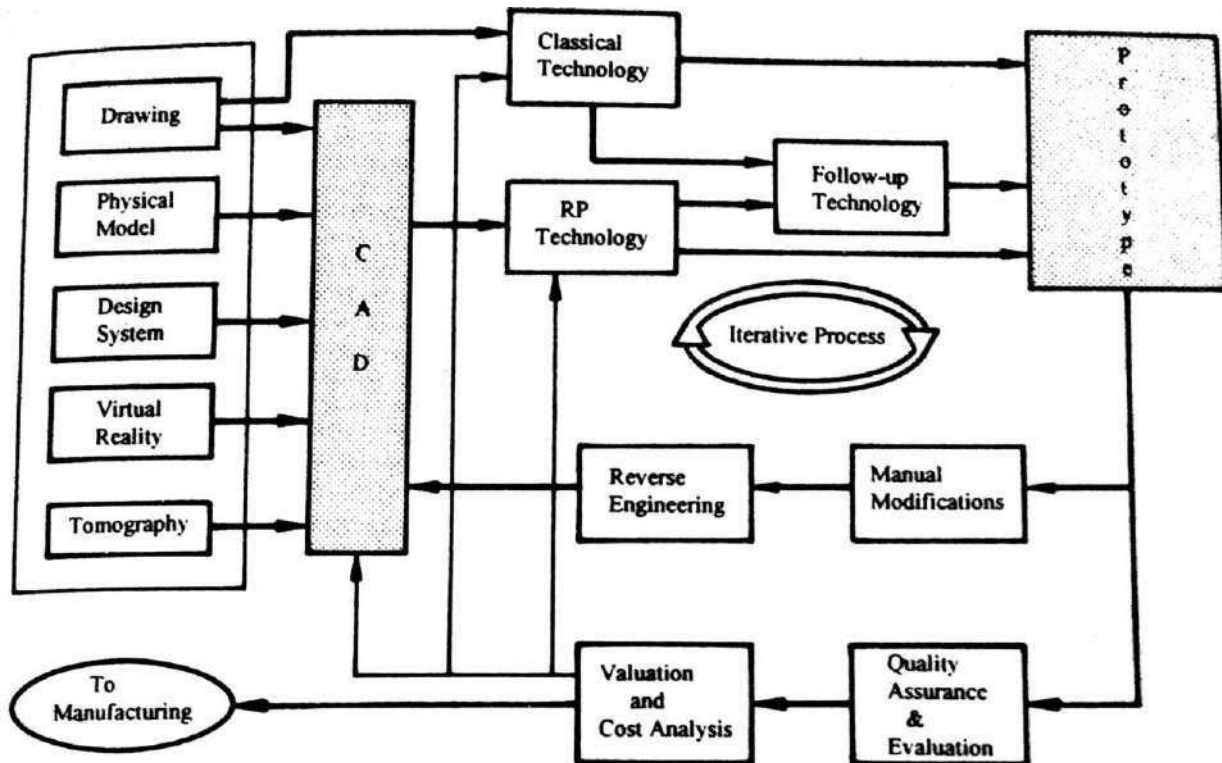 Drawing
Physical
Model
Design
System
Virtual
Reality
Tomography
C
A
D
Classical
Technology
RP
Technology
Follow-up
Technology
P
r
o
t
o
t
y
p
e
Iterative Process
Reverse
Engineering
Manual
Modifications
Valuation
and
Cost Analysis
Quality
Assurance
&
Evaluation
To
Manufacturing